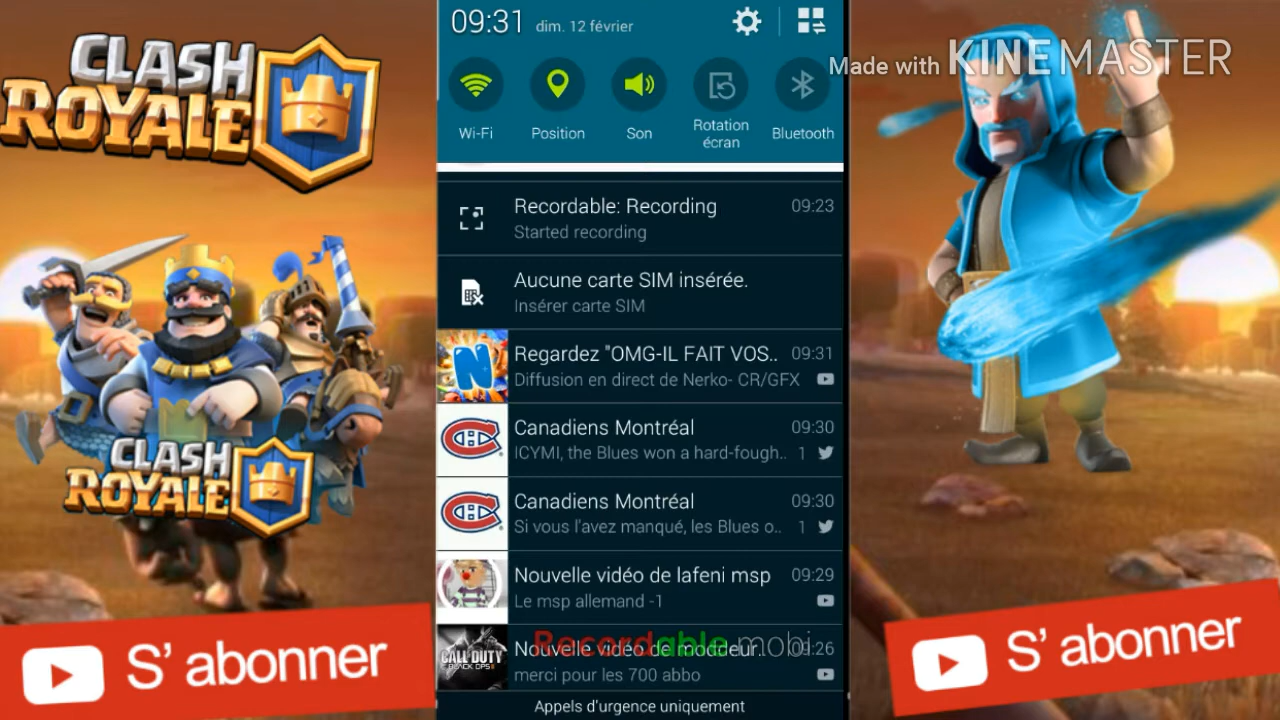 CLASH
ROYALE
CLASH
ROYALE
S' abonner
09:31 dim. 12 février
Wi-Fi
Position
Son
Rotation
écran
Bluetooth
Recordable: Recording 09:23
Started recording
Aucune carte SIM insérée.
Insérer carte SIM
Regardez "OMG-IL FAIT VOS.. 09:31
Diffusion en direct de Nerko- CR/GFX
N
Canadiens Montréal 09:30
ICYMI, the Blues won a hard-fough.. 1
Canadiens Montréal 09:30
Si vous l'avez manqué, les Blues o.. 1
Nouvelle vidéo de lafeni msp 09:29
Le msp allemand -1
Nouvelle vidéo de moddeur. 09:26
merci pour les 700 abbo
CALL DUTY
BLACK OPS II
Recordable.mobi
Appels d'urgence uniquement
Made with KINEMASTER
S' abonner